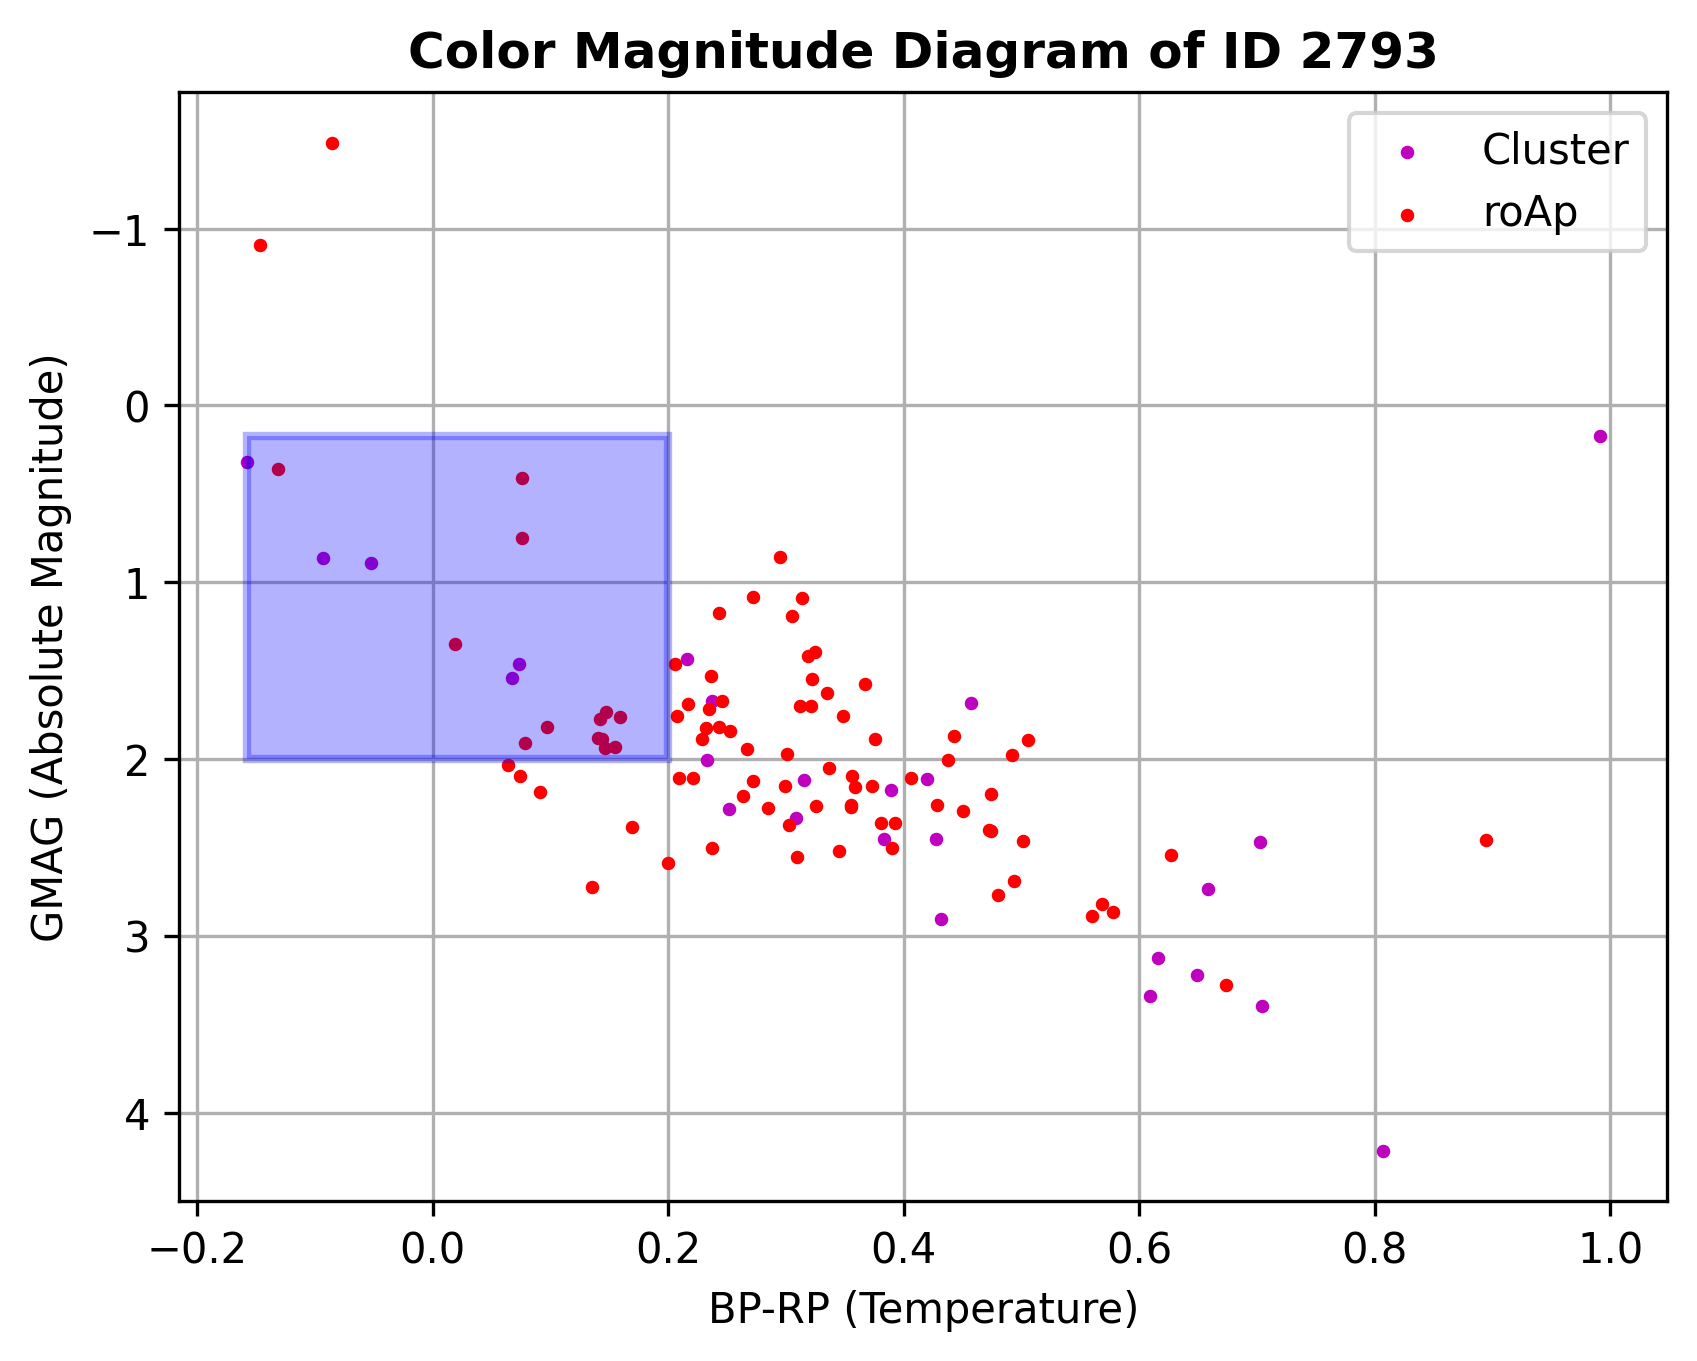 Color Magnitude Diagram of ID 2793
Cluster
roAp
GMAG (Absolute Magnitude)
−1
0
1
2
3
4
−0.2 0.0 0.2 0.4 0.6 0.8 1.0
BP-RP (Temperature)